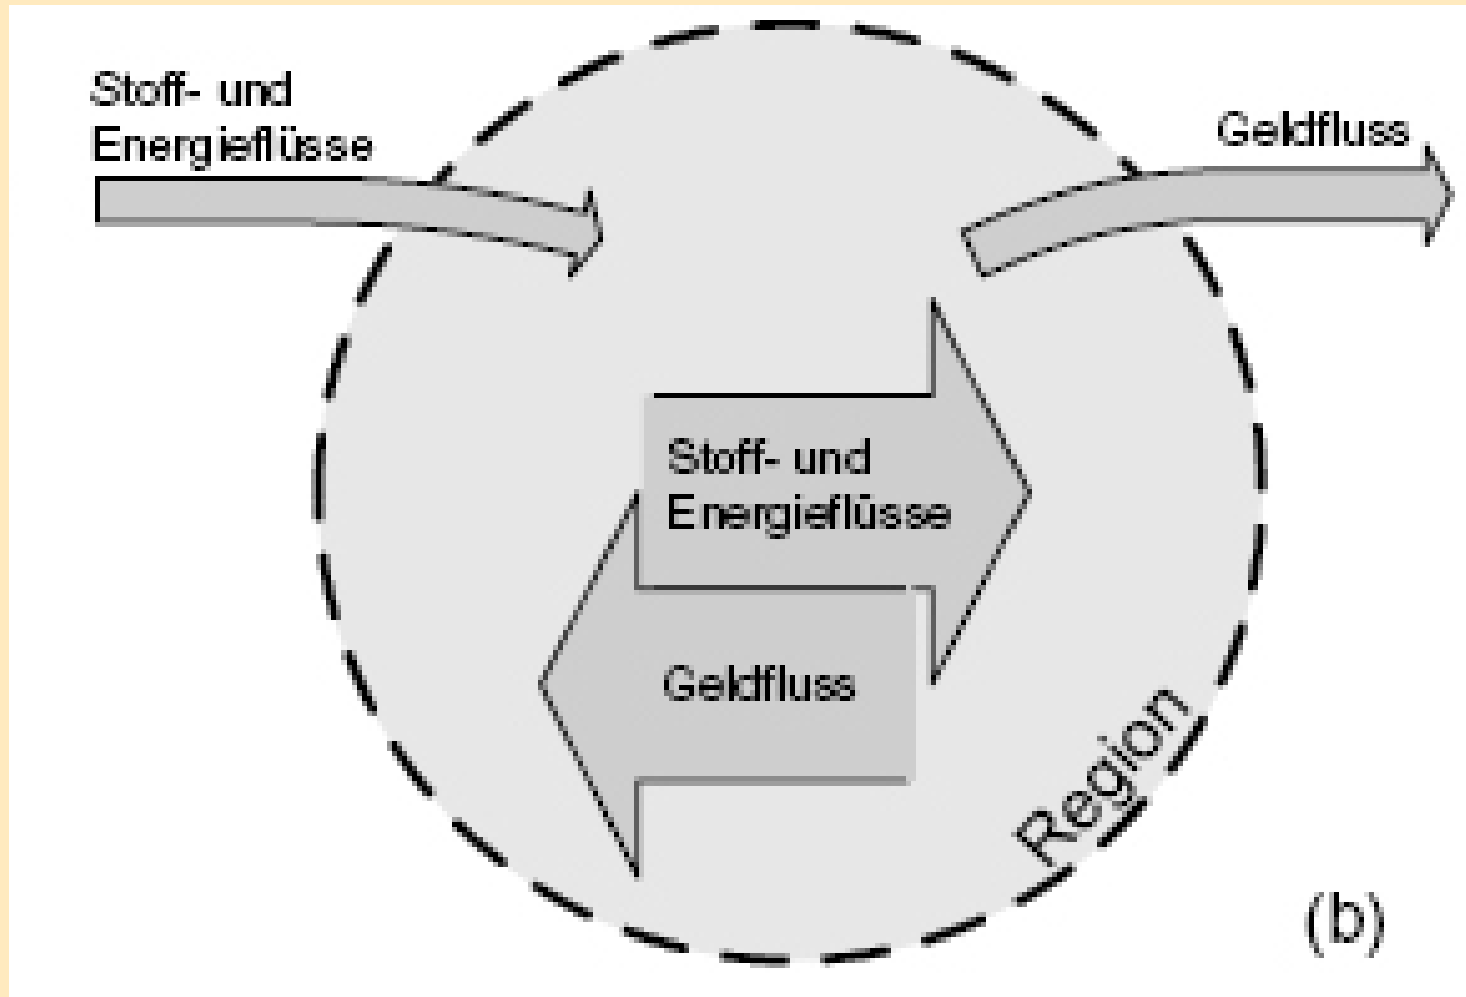 Stoff- und
Energieflüsse
Geldfluss
Stoff- und
Energieflüsse
Geldfluss
Region
(b)